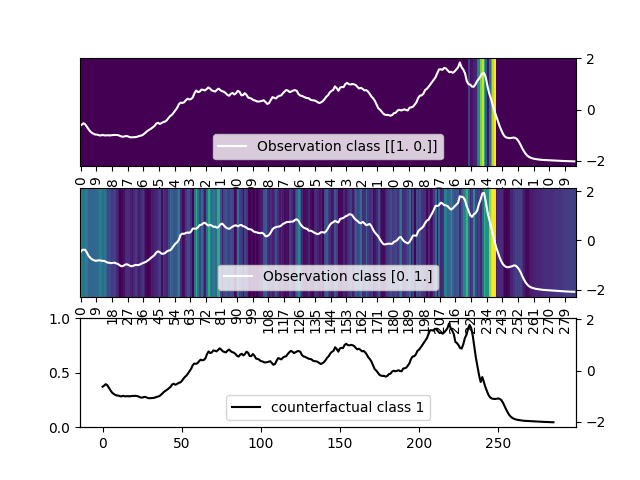 2
0
−2
Observation class [[1. 0.]]
0 9
2
0
−2
Observation class [0. 1.]
0 9 18 27 36 45 54 63 72 81 90 99 108 117 126 135 144 153 162 171 180 189 198 207 216 225 234 243 252 261 270 279
1.0
0.5
0.0
2
0
−2
counterfactual class 1
0 50 100 150 200 250